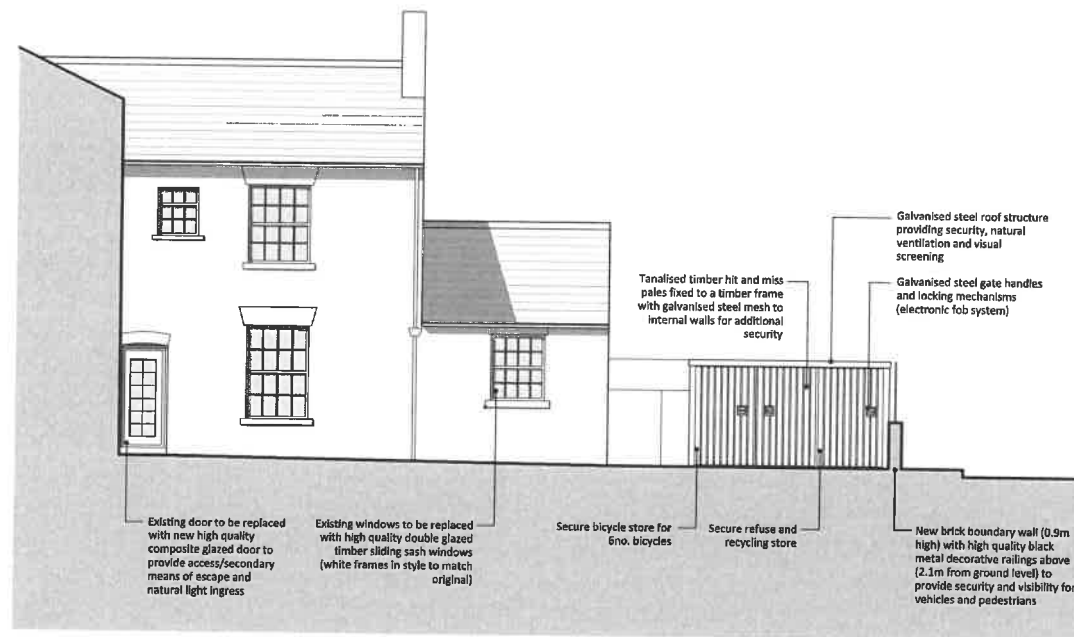 Galvanised steel roof structure
providing security, natural
ventilation and visual
screening
Tanalised timber hit and miss
pales fixed to a timber frame
with galvanised steel mesh to
internal walls for additional
security
Galvanised steel gate handles
and locking mechanisms
(electronic fob system)
Existing door to be replaced
with new high quality
composite glazed door to
provide access/secondary
means of escape and
natural light ingress
Existing windows to be replaced
with high quality double glazed
timber sliding sash windows
(white frames in style to match
original)
Secure bicycle store for
6no. bicycles
Secure refuse and
recycling store
New brick boundary wall (0.9m
high) with high quality black
metal decorative railings above
(2.1m from ground level) to
provide security and visibility for
vehicles and pedestrians